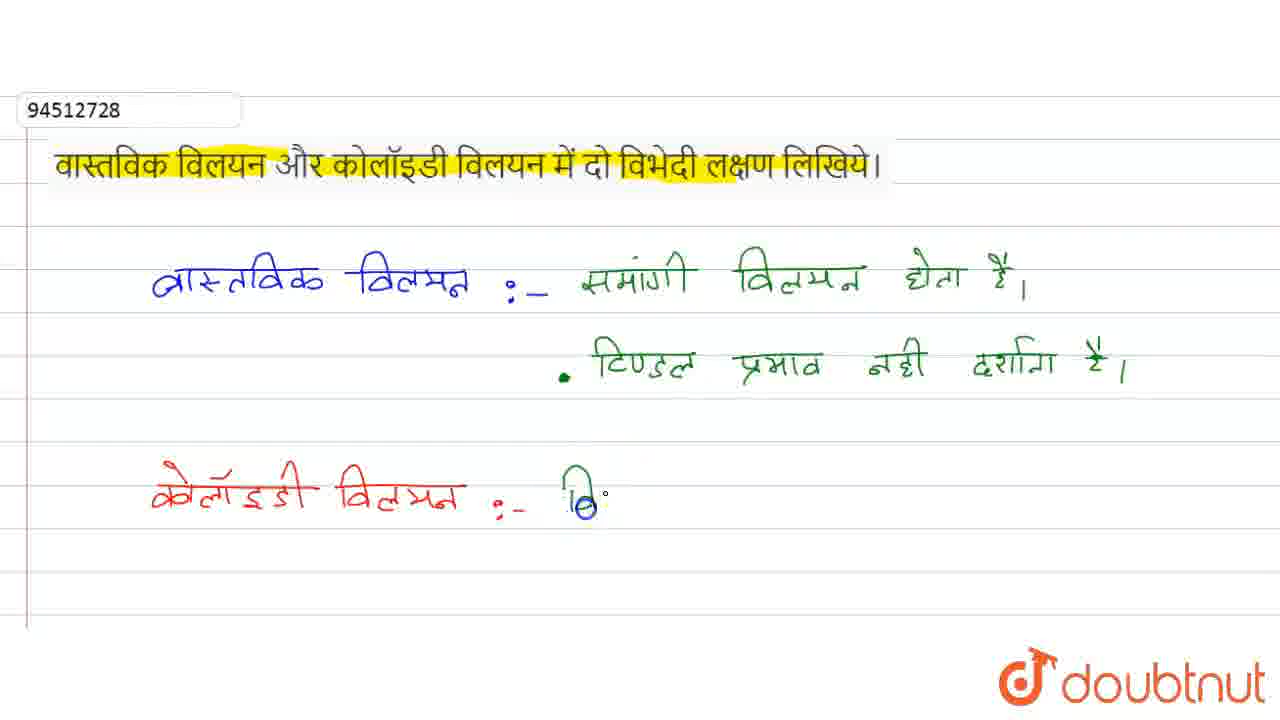 94512728
वास्तविक विलयन और कोलॉइडी विलयन में दो विभेदी लक्षण लिखिये।
वास्तविक विलयन :- समांगी विलयन होता है।
. टिण्डल प्रभाव नही दर्शाता है।
कोलॉइडी विलयन :- वि
doubtnut